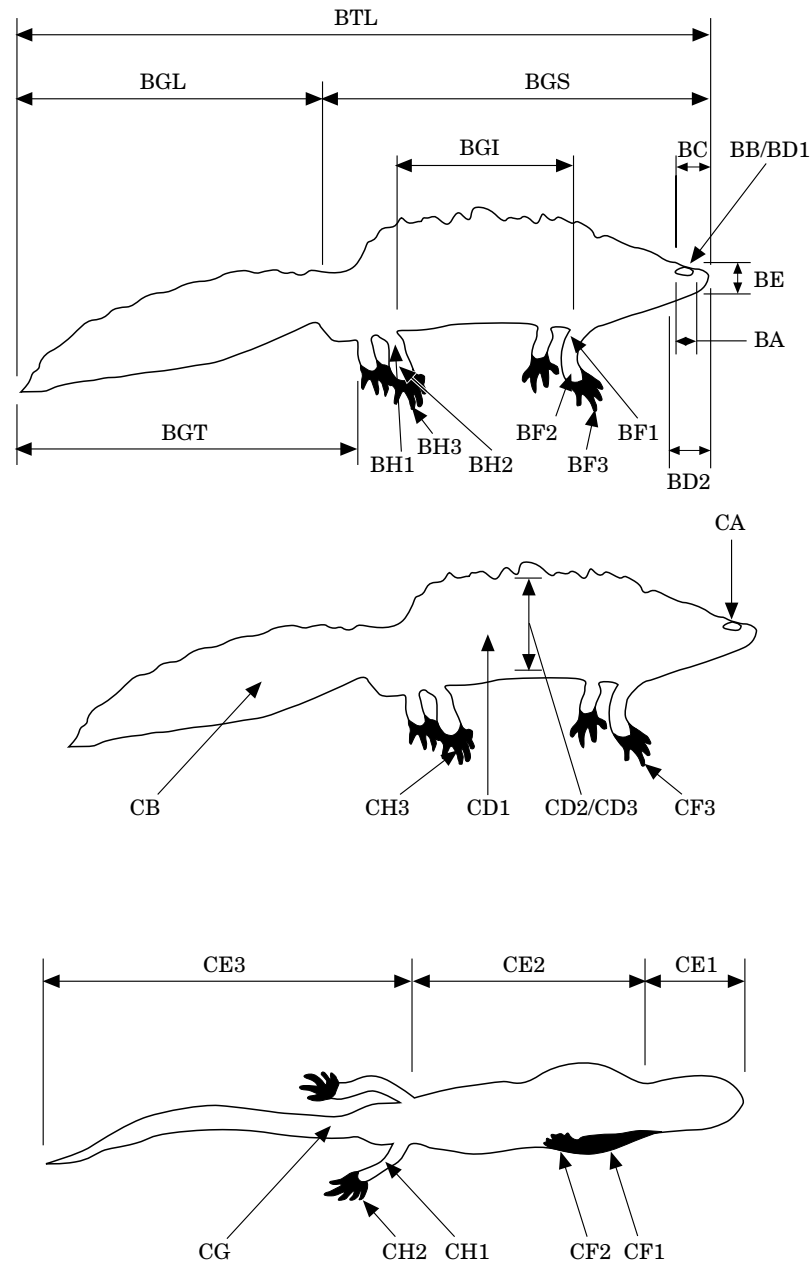 BTL
BGL BGS
BGI BC BB/BD1
BE
BA
BGT BH1 BH3 BH2 BF2 BF3 BF1 BD2
CA
CB CH3 CD1 CD2/CD3 CF3
CE3 CE2 CE1
CG CH2 CH1 CF2 CF1